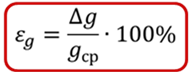 ε_g = Δg / g_ср · 100%